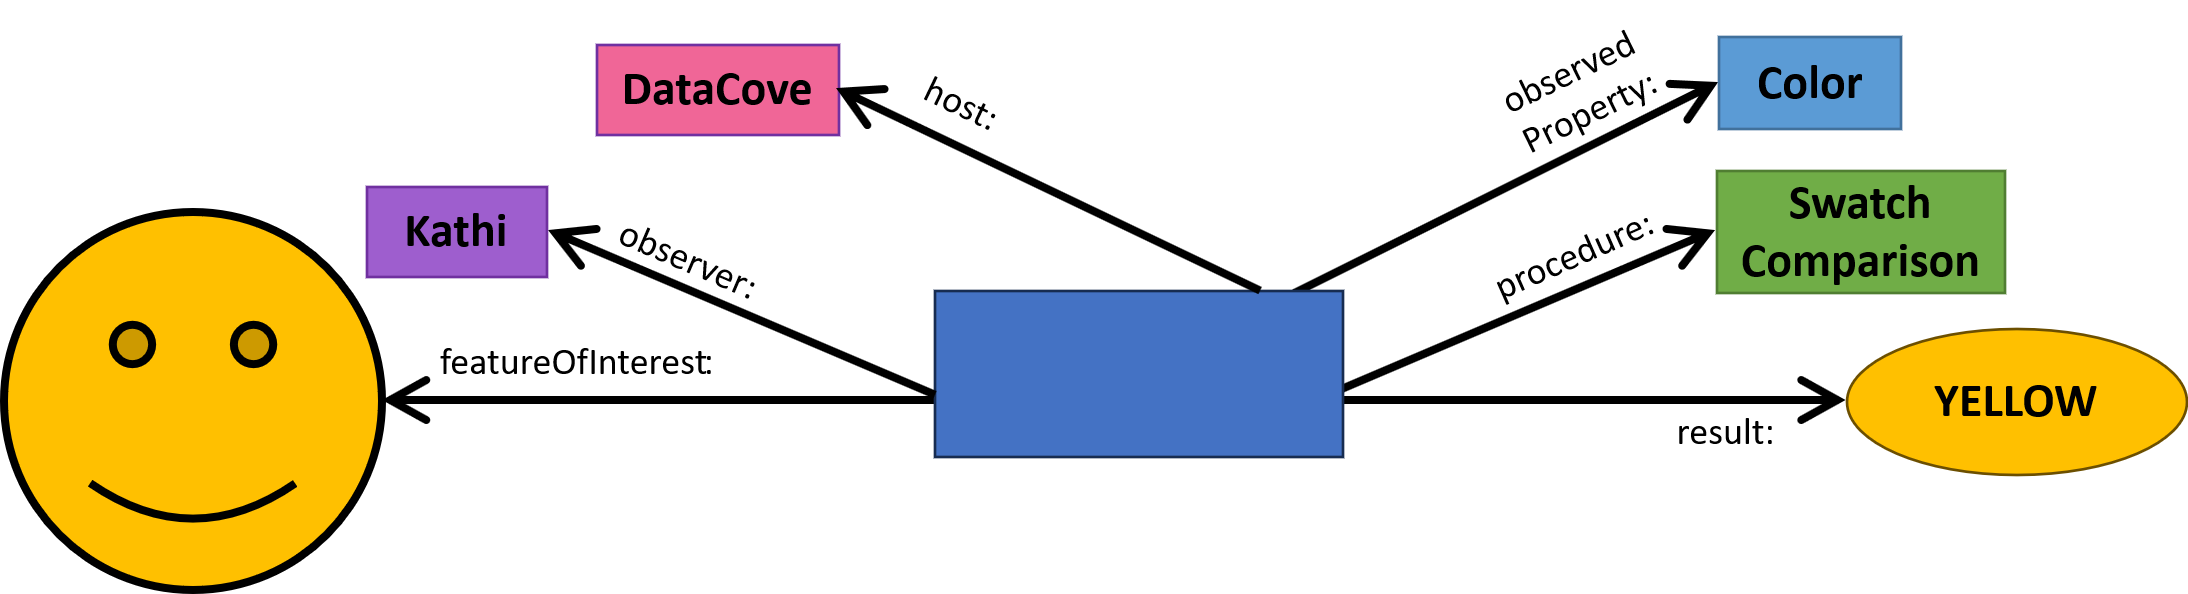 DataCove
host:
observed
Property:
Color
Kathi
observer:
procedure:
Swatch
Comparison
featureOfInterest:
result:
YELLOW